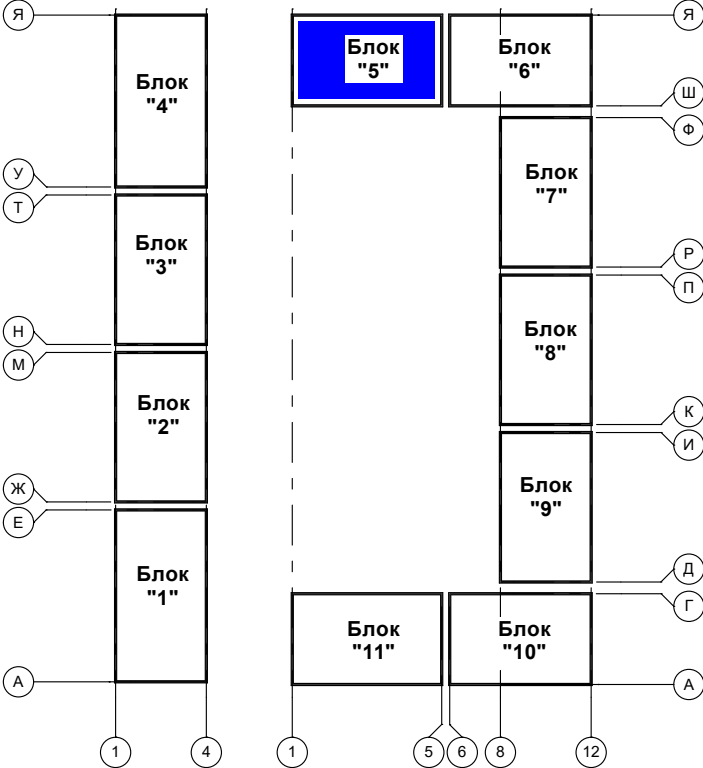 Я
Я
Блок
"4"
Блок
"5"
Блок
"6"
Ш
Ф
У
Т
Блок
"7"
Блок
"3"
Р
П
Н
М
Блок
"8"
Блок
"2"
К
И
Ж
Е
Блок
"9"
Блок
"1"
Д
Г
Блок
"11"
Блок
"10"
А
А
1
4
1
5
6
8
12